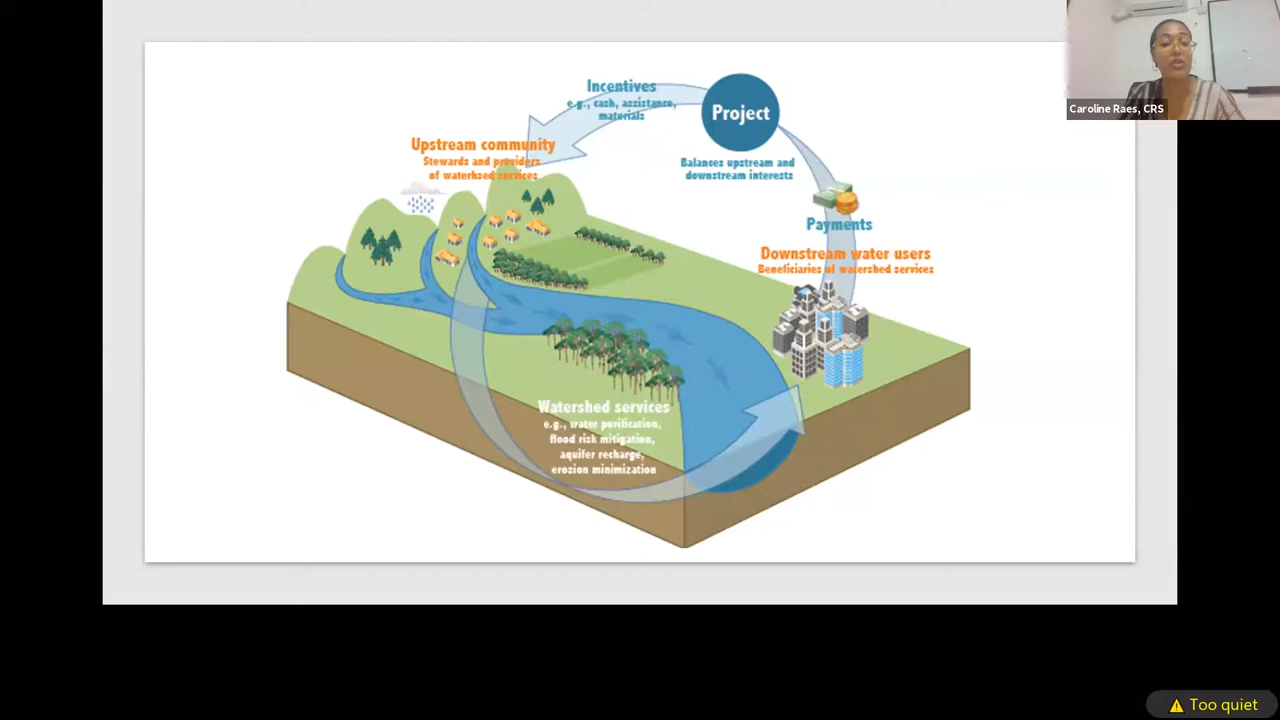 Incentives
e.g., cash, assistance,
materials
Project
Balances upstream and
downstream interests
Upstream community
Stewards and providers
of waterhsed services
Payments
Downstream water users
Beneficiaries of watershed services
Watershed services
e.g., water purification,
flood risk mitigation,
aquifer recharge,
erosion minimization
Caroline Raes, CRS
Too quiet